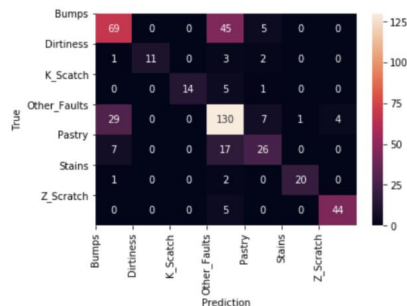 Bumps
Dirtiness
K_Scatch
Other_Faults
Pastry
Stains
Z_Scratch
True
69 0 0 45 5 0 0
1 11 0 3 2 0 0
0 0 14 5 1 0 0
29 0 0 130 7 1 4
7 0 0 17 26 0 0
1 0 0 2 0 20 0
0 0 0 5 0 0 44
125
100
75
50
25
0
Bumps
Dirtiness
K_Scatch
Other_Faults
Pastry
Stains
Z_Scratch
Prediction